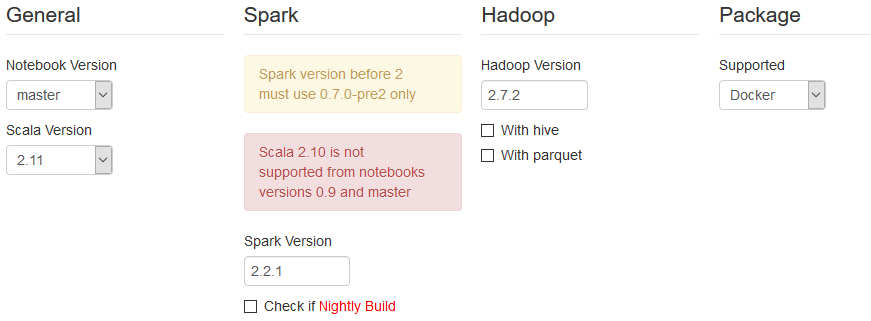 General
Notebook Version
master
Scala Version
2.11
Spark
Spark version before 2
must use 0.7.0-pre2 only
Scala 2.10 is not
supported from notebooks
versions 0.9 and master
Spark Version
2.2.1
Check if Nightly Build
Hadoop
Hadoop Version
2.7.2
With hive
With parquet
Package
Supported
Docker